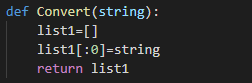 def Convert(string):
    list1=[]
    list1[:0]=string
    return list1